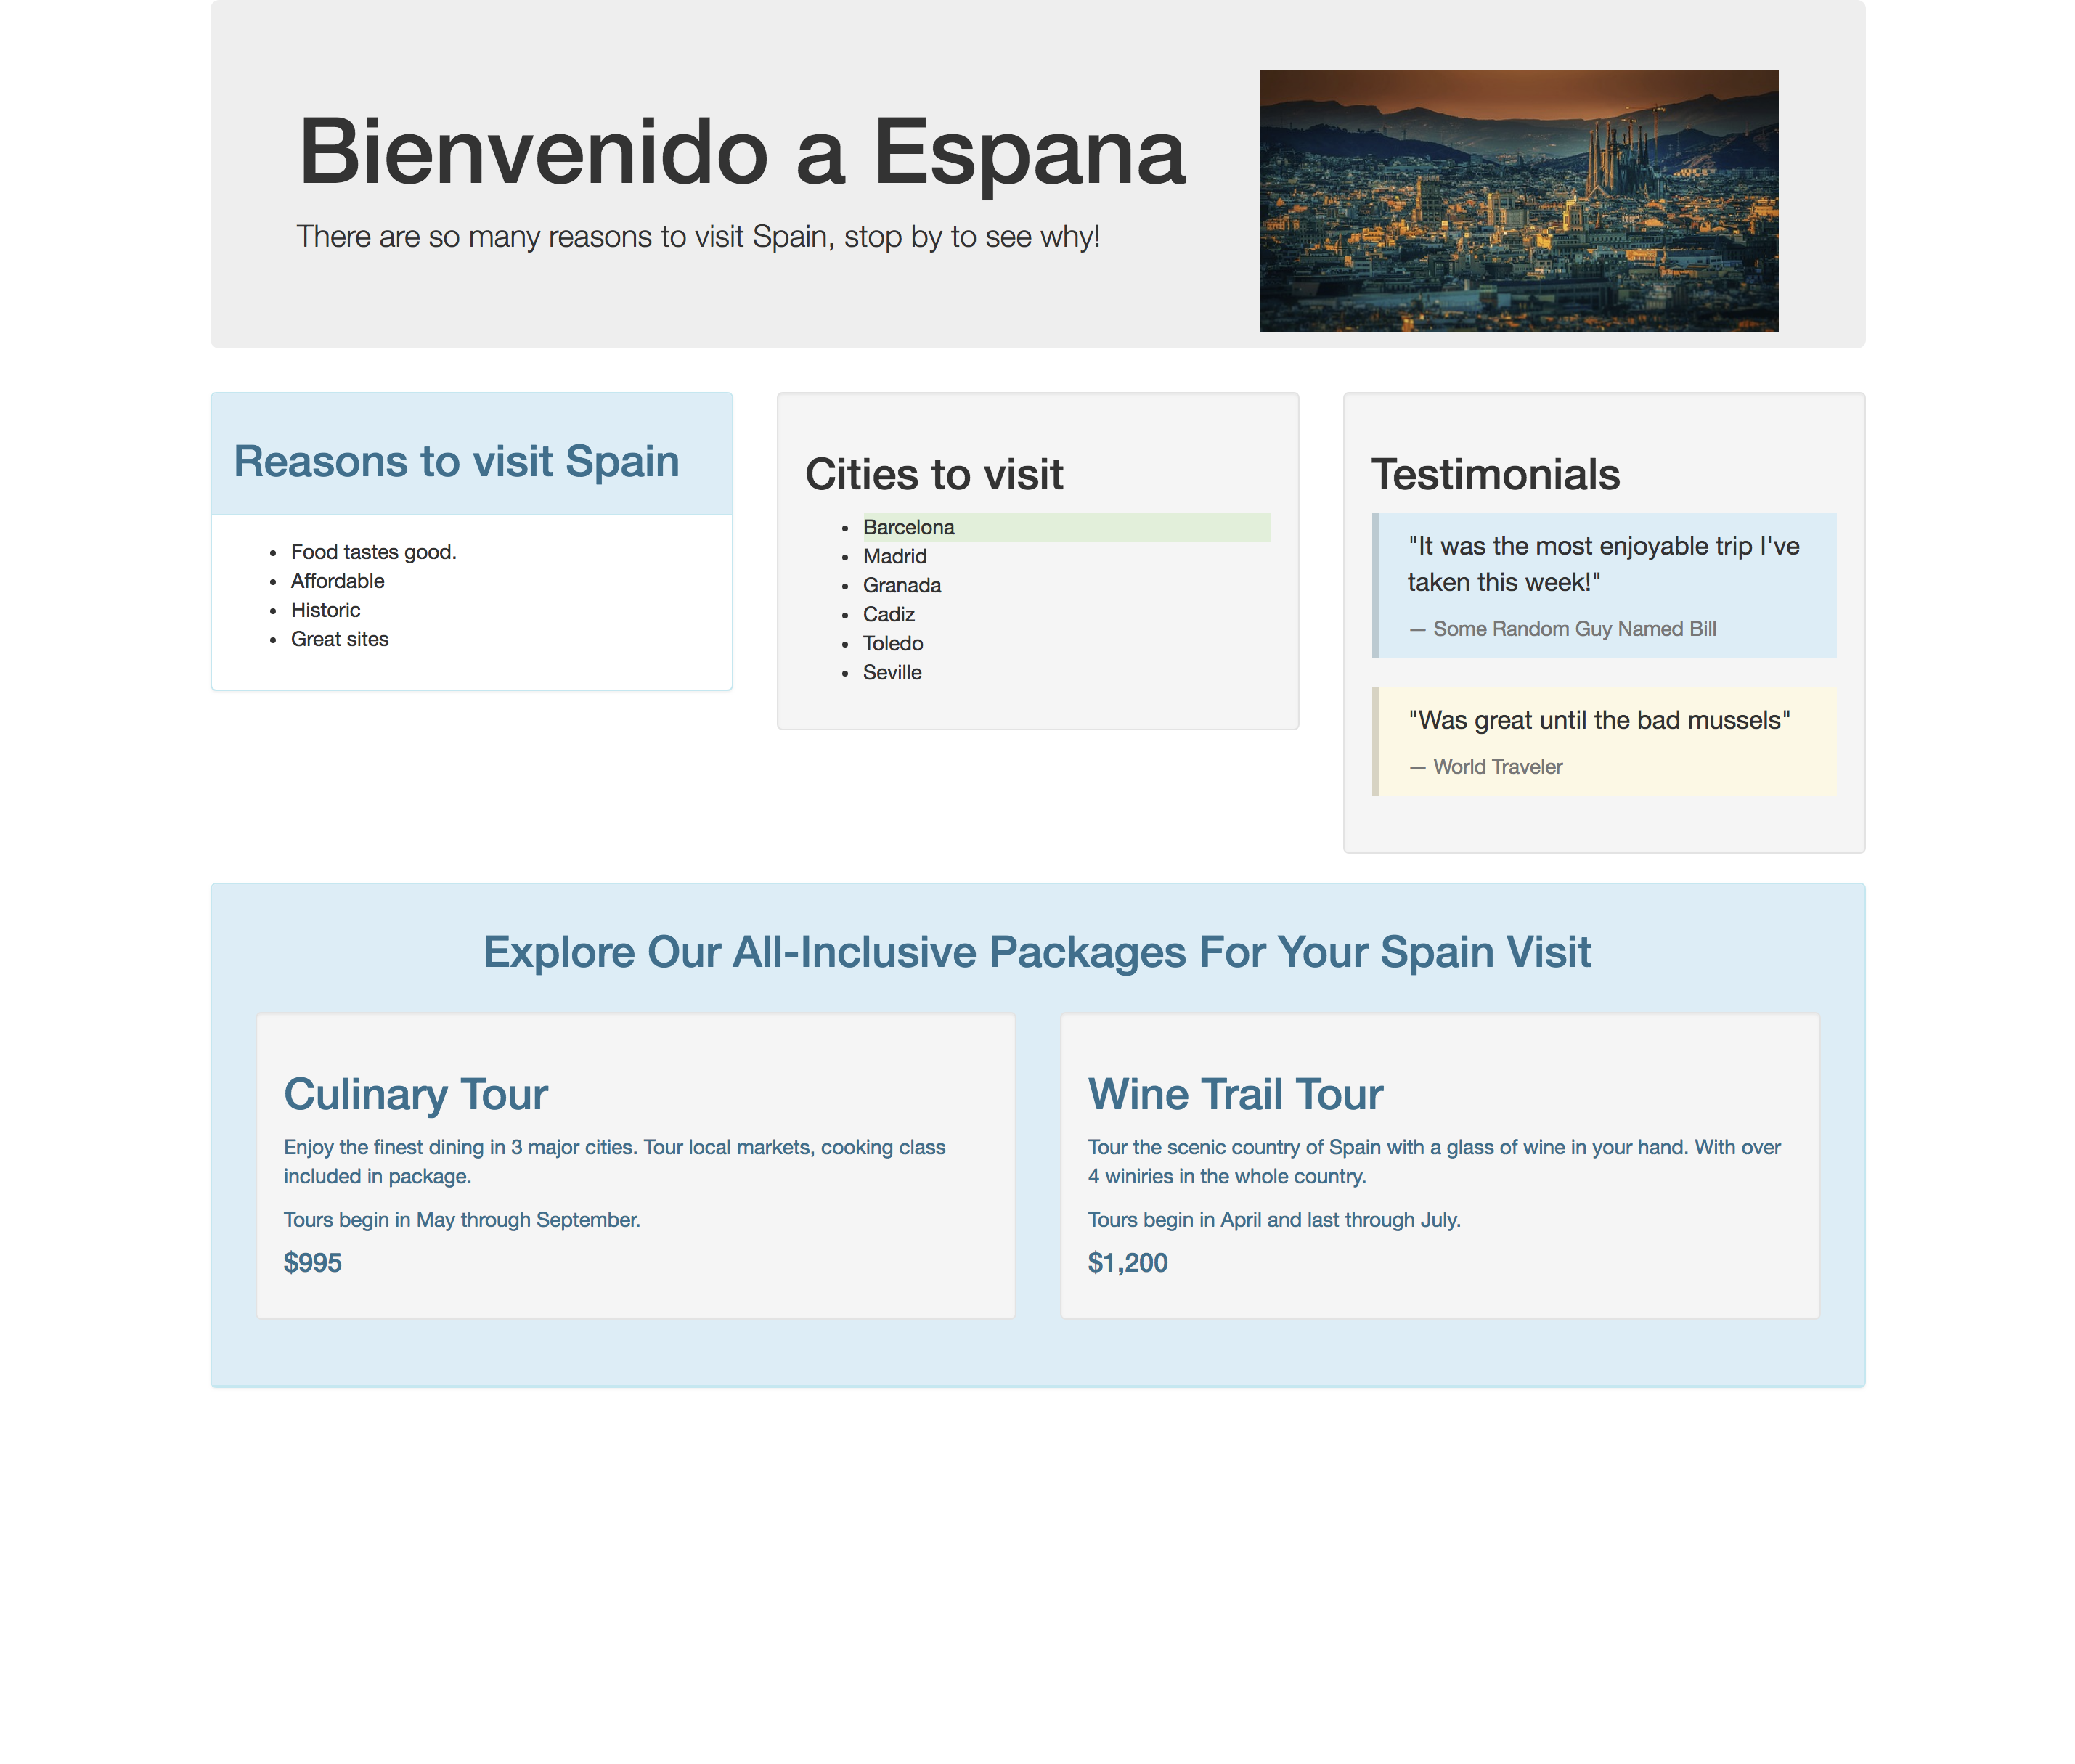 Bienvenido a Espana
There are so many reasons to visit Spain, stop by to see why!
Reasons to visit Spain
Food tastes good.
Affordable
Historic
Great sites
Cities to visit
Barcelona
Madrid
Granada
Cadiz
Toledo
Seville
Testimonials
"It was the most enjoyable trip I've
taken this week!"
— Some Random Guy Named Bill
"Was great until the bad mussels"
— World Traveler
Explore Our All-Inclusive Packages For Your Spain Visit
Culinary Tour
Enjoy the finest dining in 3 major cities. Tour local markets, cooking class
included in package.
Tours begin in May through September.
$995
Wine Trail Tour
Tour the scenic country of Spain with a glass of wine in your hand. With over
4 winiries in the whole country.
Tours begin in April and last through July.
$1,200